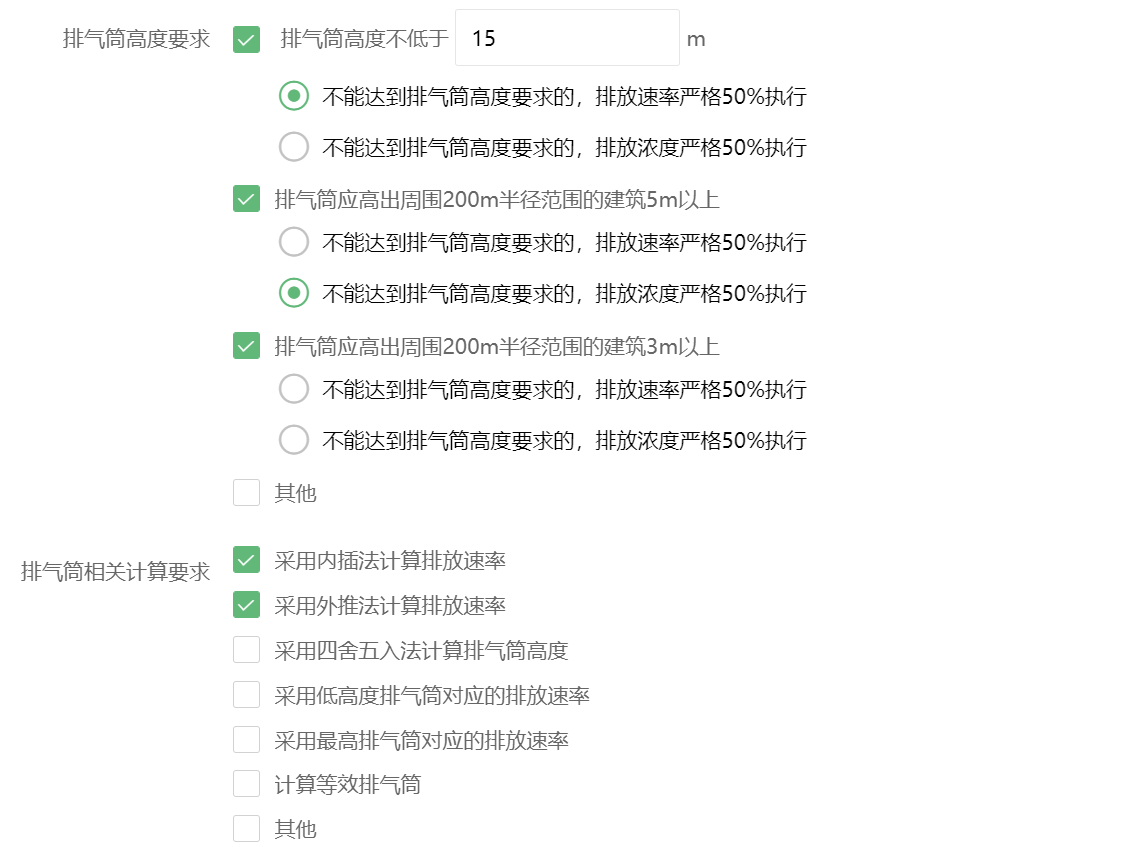 排气筒高度要求 排气筒高度不低于 15 m
不能达到排气筒高度要求的，排放速率严格50%执行
不能达到排气筒高度要求的，排放浓度严格50%执行
排气筒应高出周围200m半径范围的建筑5m以上
不能达到排气筒高度要求的，排放速率严格50%执行
不能达到排气筒高度要求的，排放浓度严格50%执行
排气筒应高出周围200m半径范围的建筑3m以上
不能达到排气筒高度要求的，排放速率严格50%执行
不能达到排气筒高度要求的，排放浓度严格50%执行
其他
排气筒相关计算要求 采用内插法计算排放速率
采用外推法计算排放速率
采用四舍五入法计算排气筒高度
采用低高度排气筒对应的排放速率
采用最高排气筒对应的排放速率
计算等效排气筒
其他